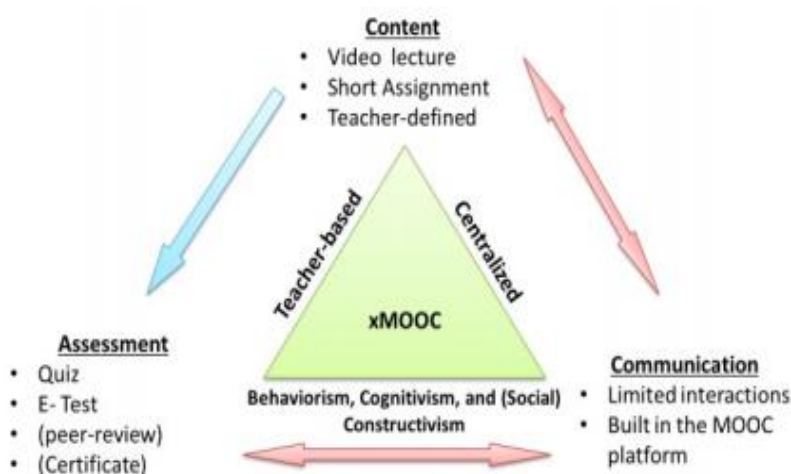 Content
• Video lecture
• Short Assignment
• Teacher-defined
Teacher-based
Centralized
xMOOC
Behaviorism, Cognitivism, and (Social)
Constructivism
Assessment
• Quiz
• E- Test
• (peer-review)
• (Certificate)
Communication
• Limited interactions
• Built in the MOOC
platform